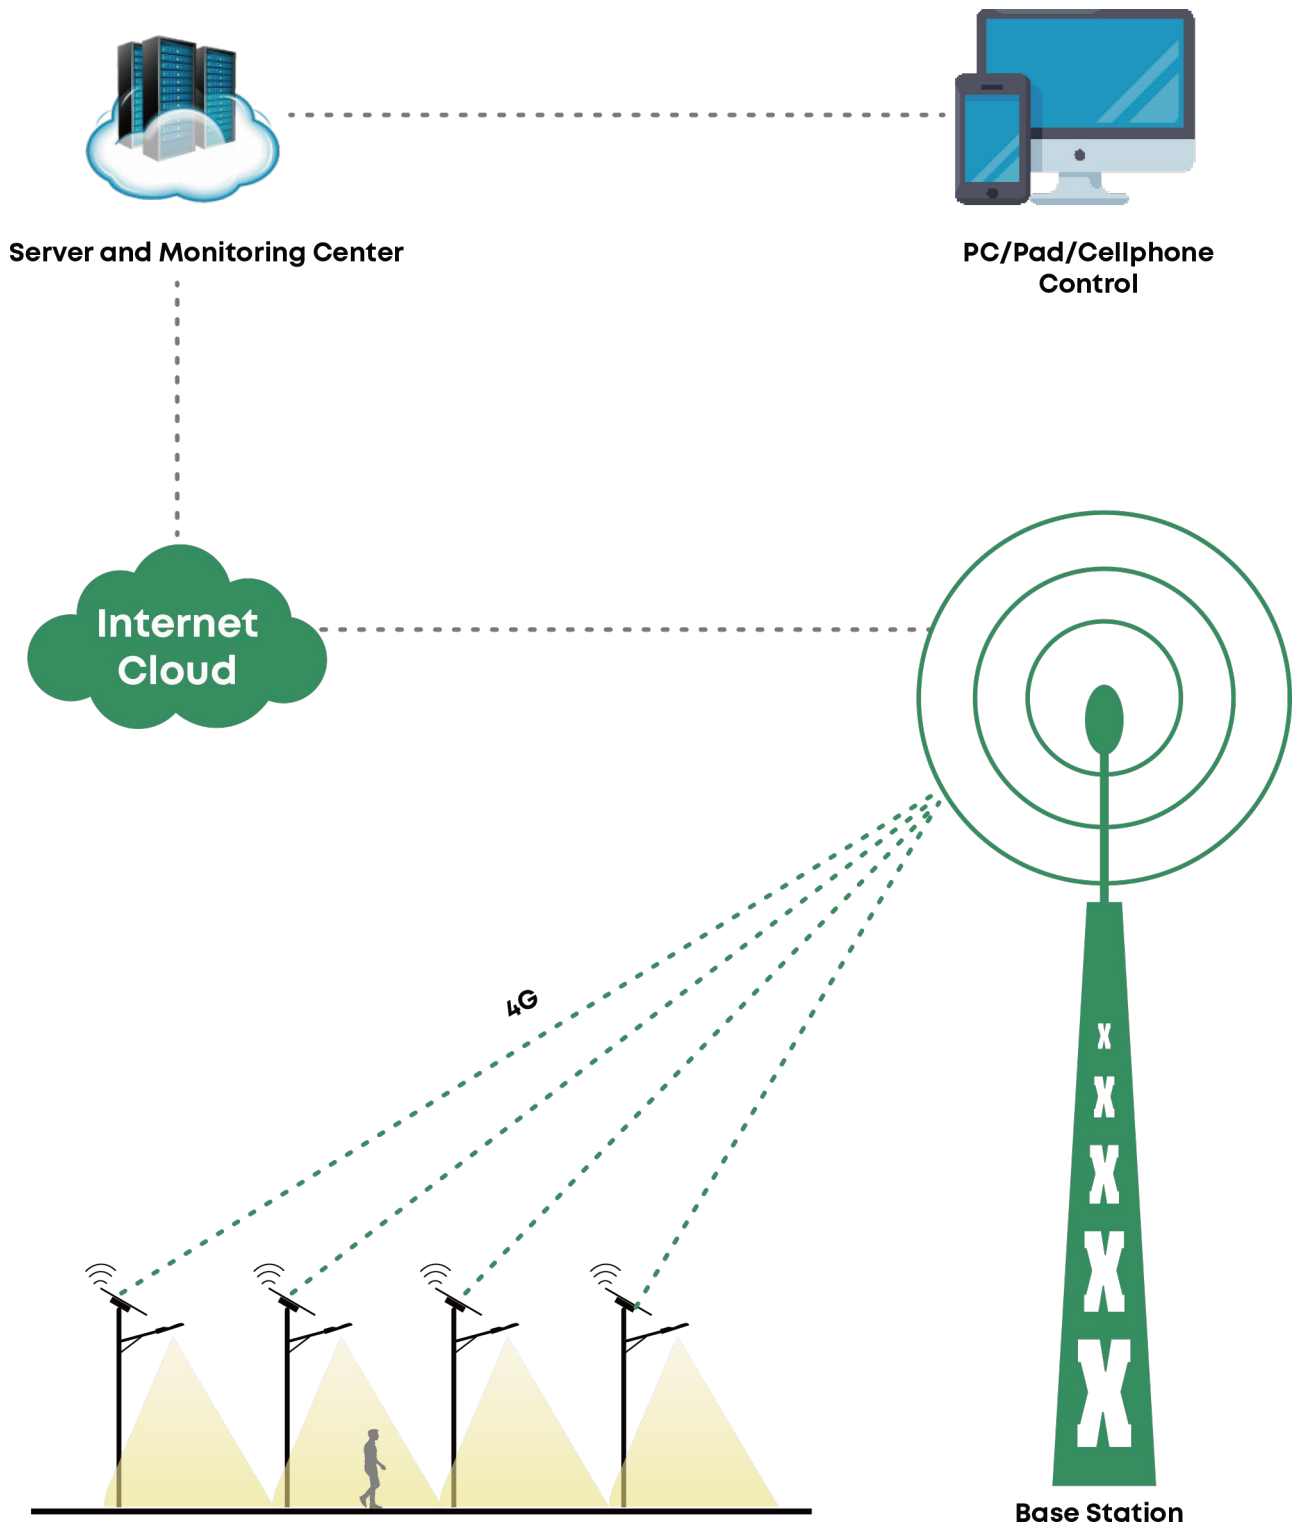 Server and Monitoring Center
PC/Pad/Cellphone
Control
Internet
Cloud
4G
X
X
X
X
X
Base Station